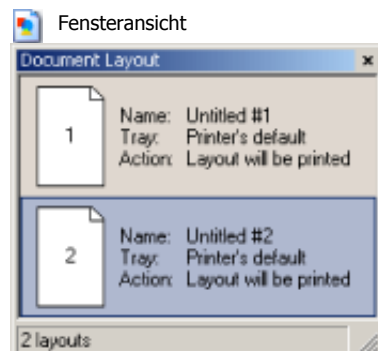 Fensteransicht
Document Layout
1
Name: Untitled #1
Tray: Printer's default
Action: Layout will be printed
2
Name: Untitled #2
Tray: Printer's default
Action: Layout will be printed
2 layouts